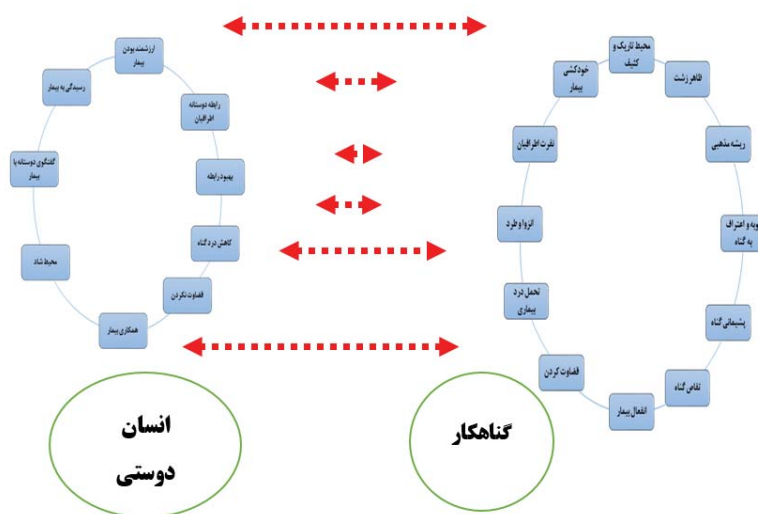 ارزشمند بودن
بیمار
رابطه دوستانه
اطرافیان
بهبود رابطه
کاهش درد گناه
قضاوت نکردن
همکاری بیمار
محیط شاد
گفتگوی دوستانه با
بیمار
رسیدگی به بیمار
محیط تاریک و
کثیف
ظاهر زشت
ریشه مذهبی
توبه و اعتراف
به گناه
پشیمانی گناه
تقاص گناه
انفعال بیمار
قضاوت کردن
تحمل درد
بیماری
انزوا و طرد
نفرت اطرافیان
خودکشی
بیمار
انسان
دوستی
گناهکار